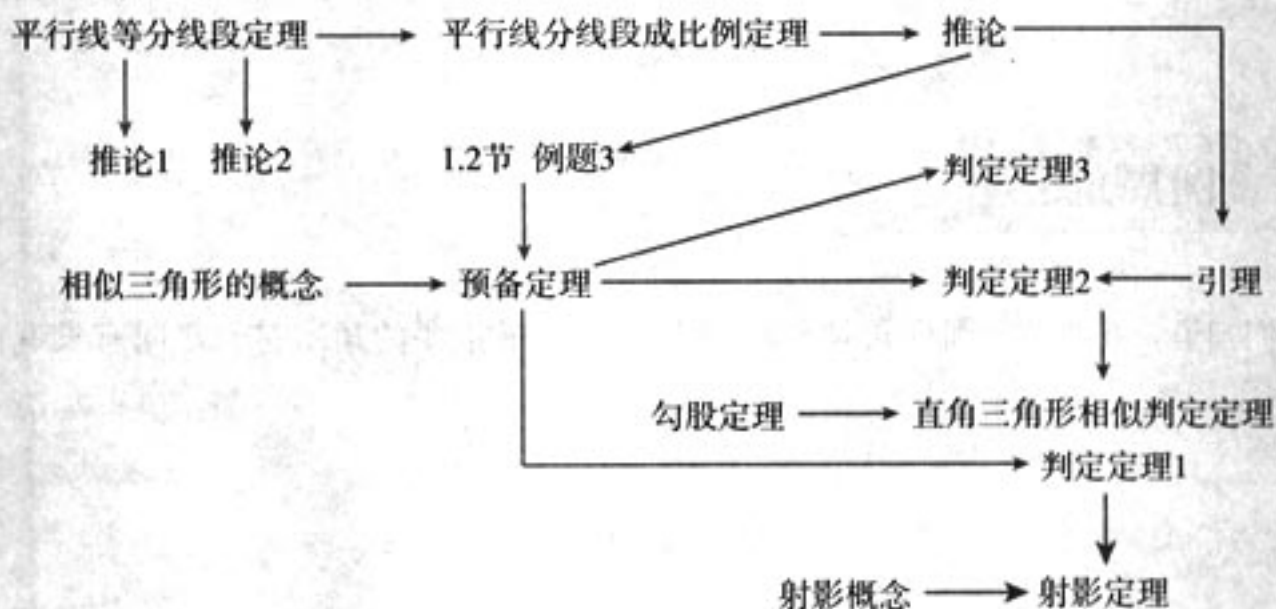 平行线等分线段定理 平行线分线段成比例定理 推论
推论1 推论2 1.2节 例题3 判定定理3
相似三角形的概念 预备定理 判定定理2 引理
勾股定理 直角三角形相似判定定理
判定定理1
射影概念 射影定理